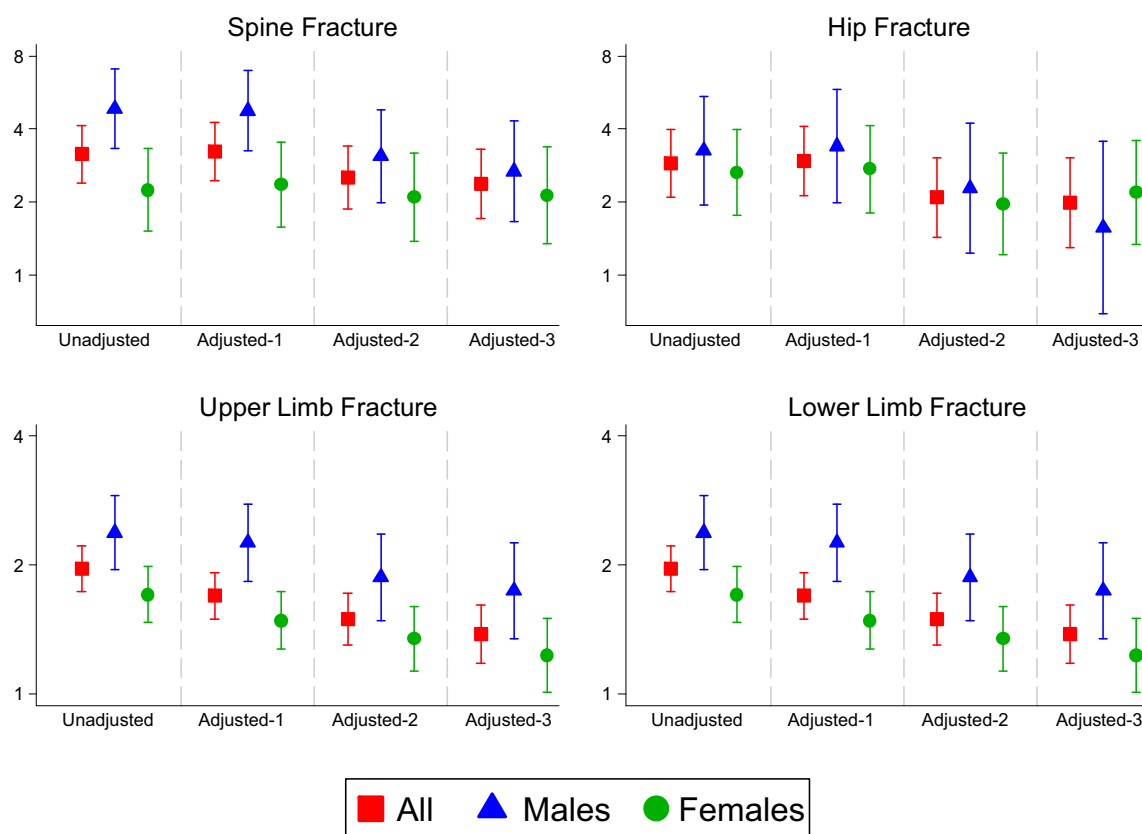 Spine Fracture
8
4
2
1
Unadjusted Adjusted-1 Adjusted-2 Adjusted-3
Hip Fracture
8
4
2
1
Unadjusted Adjusted-1 Adjusted-2 Adjusted-3
Upper Limb Fracture
4
2
1
Unadjusted Adjusted-1 Adjusted-2 Adjusted-3
Lower Limb Fracture
4
2
1
Unadjusted Adjusted-1 Adjusted-2 Adjusted-3
All Males Females